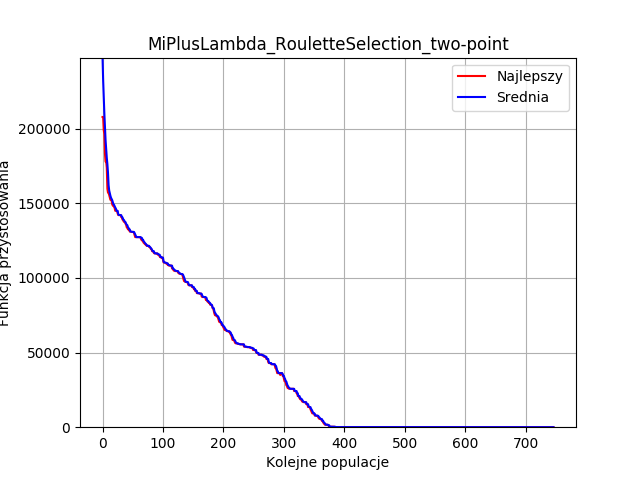 MiPlusLambda_RouletteSelection_two-point
Najlepszy
Srednia
Funkcja przystosowania
200000
150000
100000
50000
0
0 100 200 300 400 500 600 700
Kolejne populacje